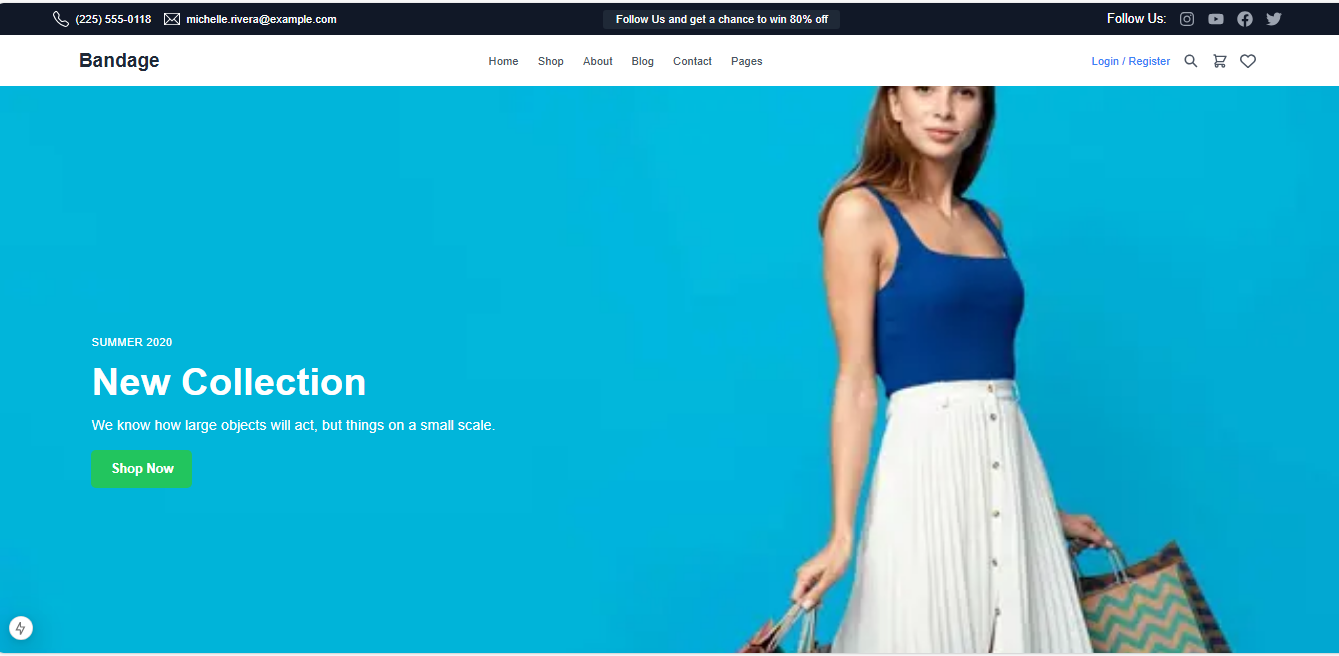 (225) 555-0118 michelle.rivera@example.com Follow Us and get a chance to win 80% off Follow Us:
Bandage Home Shop About Blog Contact Pages Login / Register
SUMMER 2020
New Collection
We know how large objects will act, but things on a small scale.
Shop Now